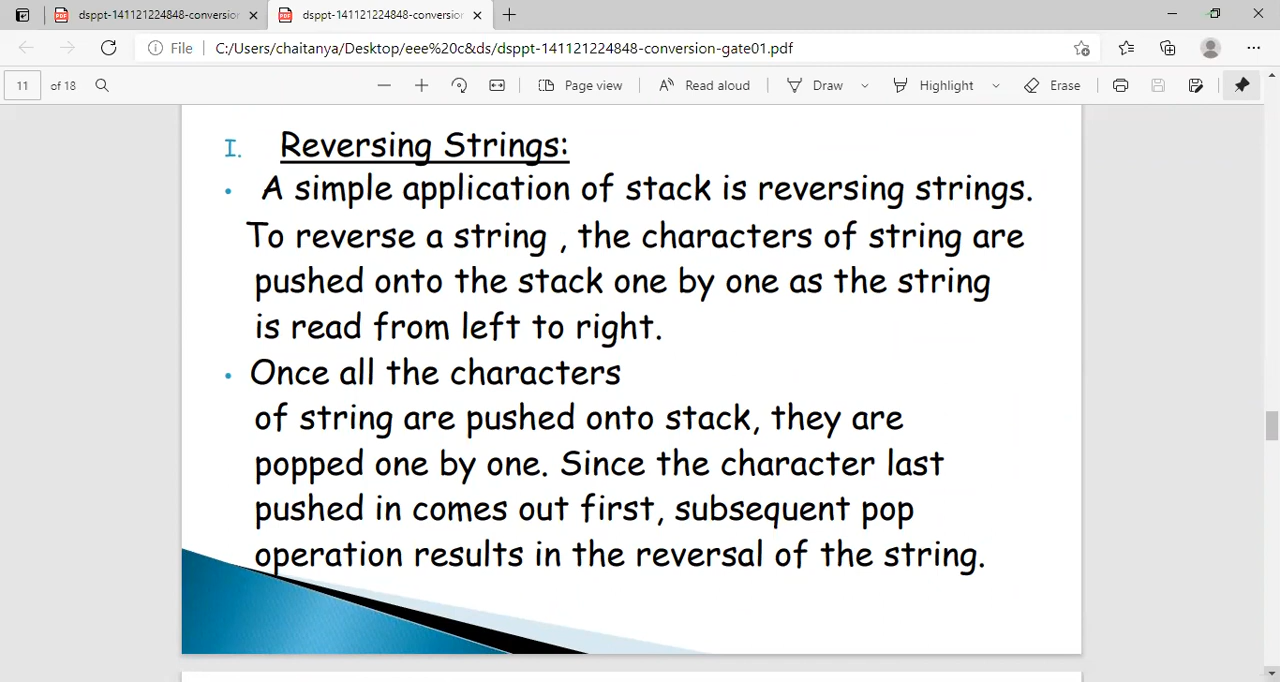 dsppt-141121224848-conversion
dsppt-141121224848-conversion
File C:/Users/chaitanya/Desktop/eee%20c&ds/dsppt-141121224848-conversion-gate01.pdf
11 of 18 Page view Read aloud Draw Highlight Erase
I. Reversing Strings:
• A simple application of stack is reversing strings.
To reverse a string , the characters of string are
pushed onto the stack one by one as the string
is read from left to right.
• Once all the characters
of string are pushed onto stack, they are
popped one by one. Since the character last
pushed in comes out first, subsequent pop
operation results in the reversal of the string.